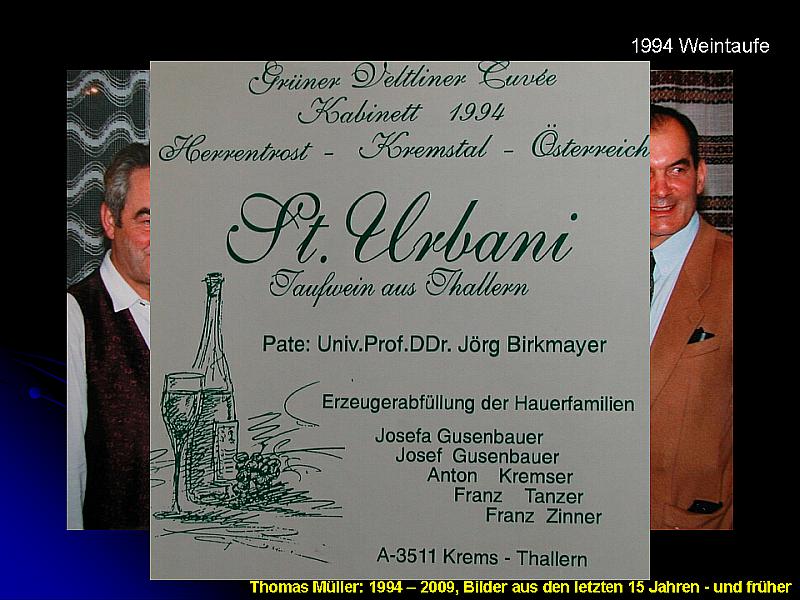 1994 Weintaufe
Grüner Veltliner Cuvée
Kabinett 1994
Herrentrost - Kremstal - Österreich
St. Urbani
Taufwein aus Thallern
Pate: Univ.Prof.DDr. Jörg Birkmayer
Erzeugerabfüllung der Hauerfamilien
Josefa Gusenbauer
Josef Gusenbauer
Anton Kremser
Franz Tanzer
Franz Zinner
A-3511 Krems - Thallern
Thomas Müller: 1994 – 2009, Bilder aus den letzten 15 Jahren - und früher